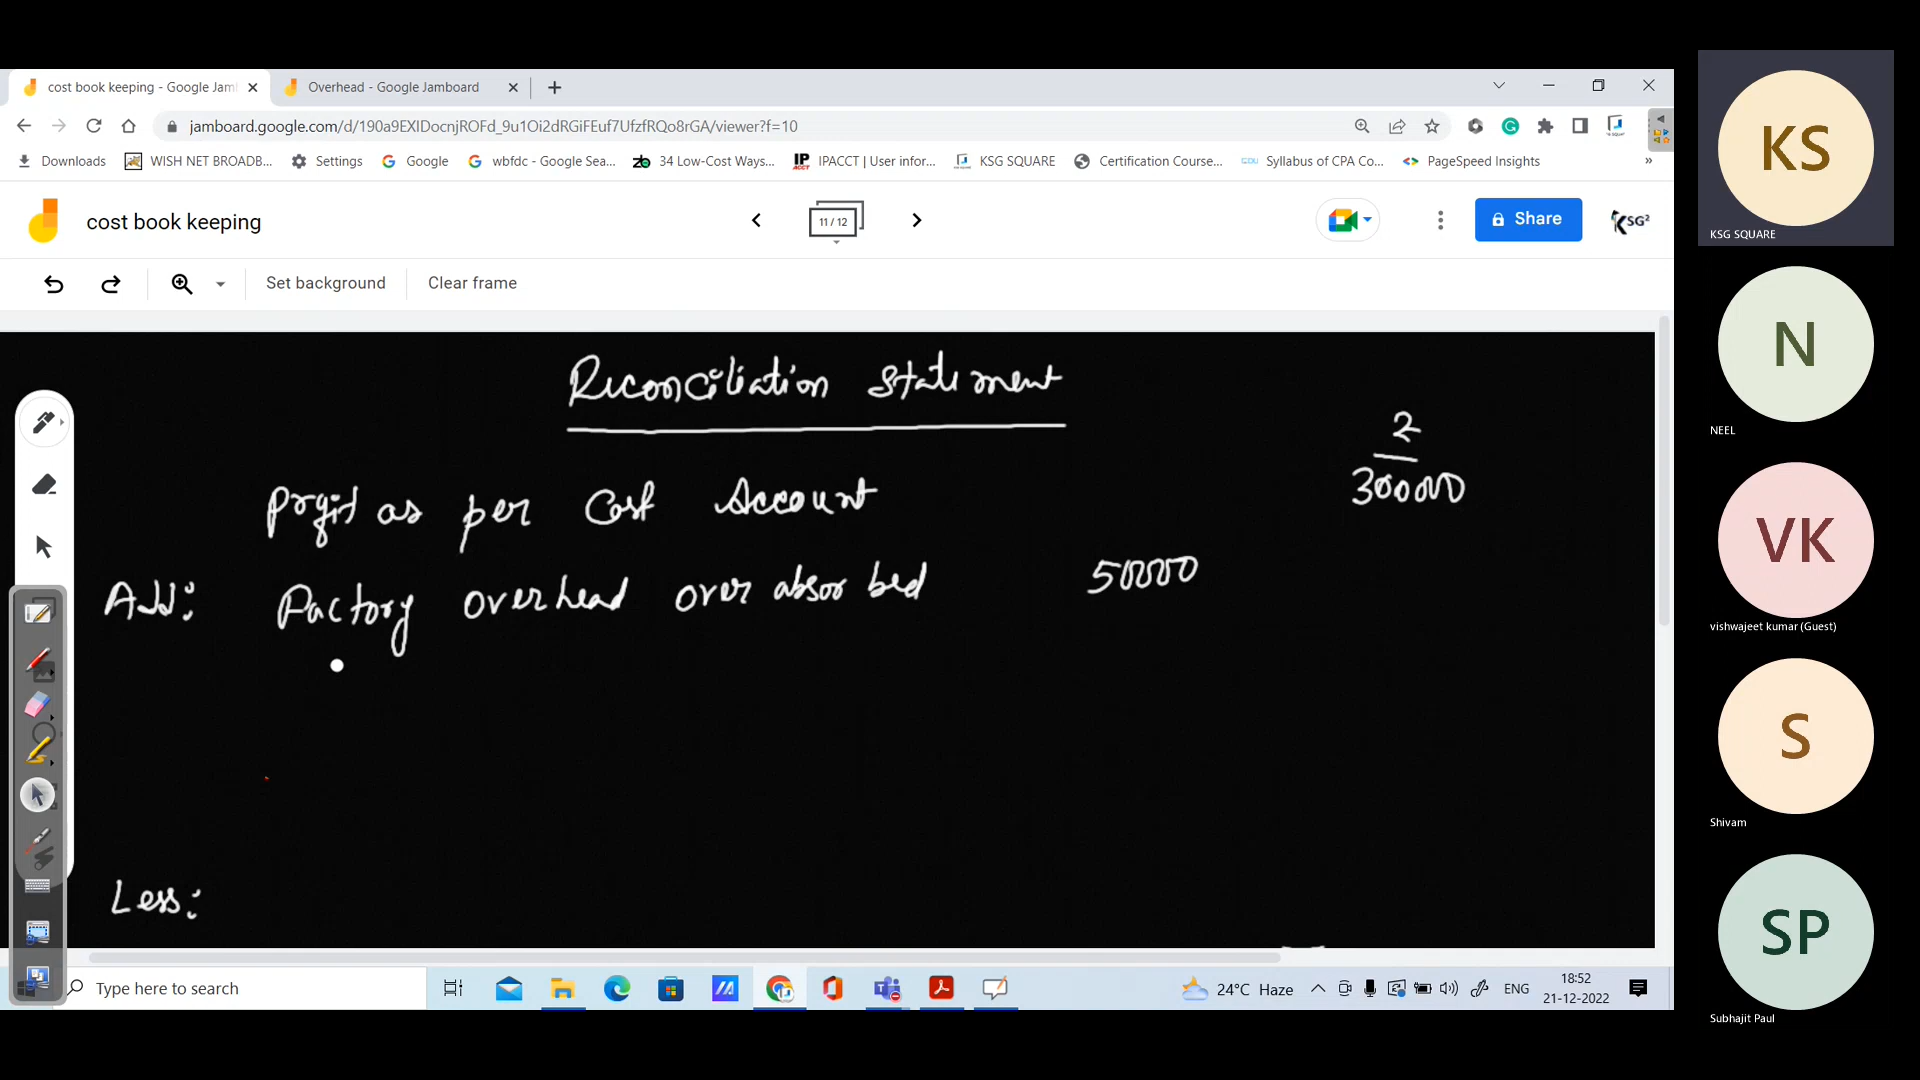 cost book keeping - Google Jam
Overhead - Google Jamboard
jamboard.google.com/d/190a9EXIDocnjROFd_9u1Oi2dRGiFEuf7UfzfRQo8rGA/viewer?f=10
Downloads
WISH NET BROADB...
Settings
Google
wbfdc - Google Sea...
34 Low-Cost Ways...
IPACCT | User infor...
KSG SQUARE
Certification Course...
Syllabus of CPA Co...
PageSpeed Insights
»
cost book keeping
11 / 12
Share
KSG²
Set background
Clear frame
Reconciliation Statement
2
Profit as per Cost Account
300000
Add: Factory overhead over absorbed 50000
Less:
Type here to search
24°C Haze
ENG
18:52
21-12-2022
KS
KSG SQUARE
N
NEEL
VK
vishwajeet kumar (Guest)
S
Shivam
SP
Subhajit Paul